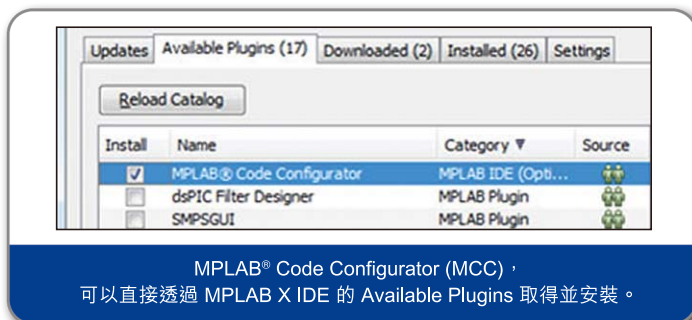 Updates Available Plugins (17) Downloaded (2) Installed (26) Settings
Reload Catalog
Install Name Category ▼ Source
MPLAB® Code Configurator MPLAB IDE (Opti...
dsPIC Filter Designer MPLAB Plugin
SMPSGUI MPLAB Plugin
MPLAB® Code Configurator (MCC)，
可以直接透過 MPLAB X IDE 的 Available Plugins 取得並安裝。